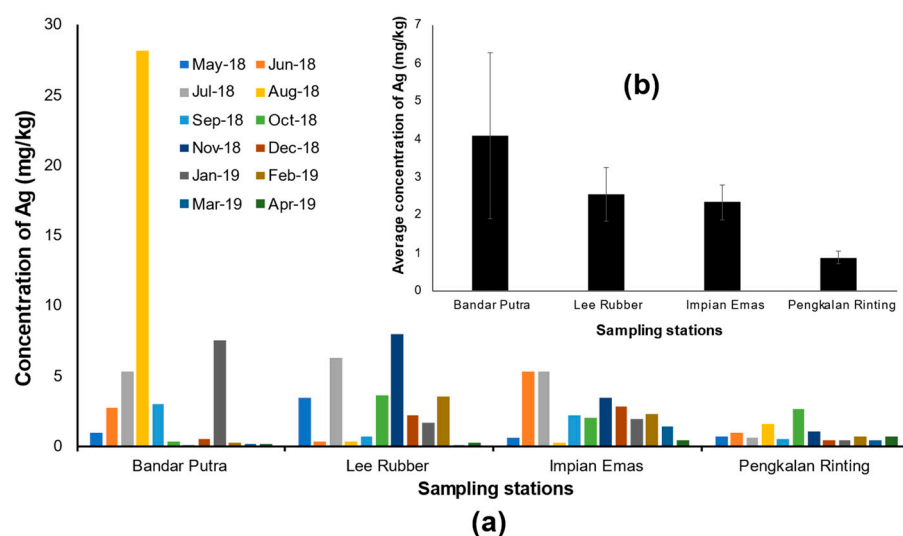 Concentration of Ag (mg/kg)
30
25
20
15
10
5
0
May-18
Jun-18
Jul-18
Aug-18
Sep-18
Oct-18
Nov-18
Dec-18
Jan-19
Feb-19
Mar-19
Apr-19
Bandar Putra
Lee Rubber
Impian Emas
Pengkalan Rinting
Sampling stations
(a)
Average concentration of Ag (mg/kg)
7
6
5
4
3
2
1
0
(b)
Bandar Putra
Lee Rubber
Impian Emas
Pengkalan Rinting
Sampling stations